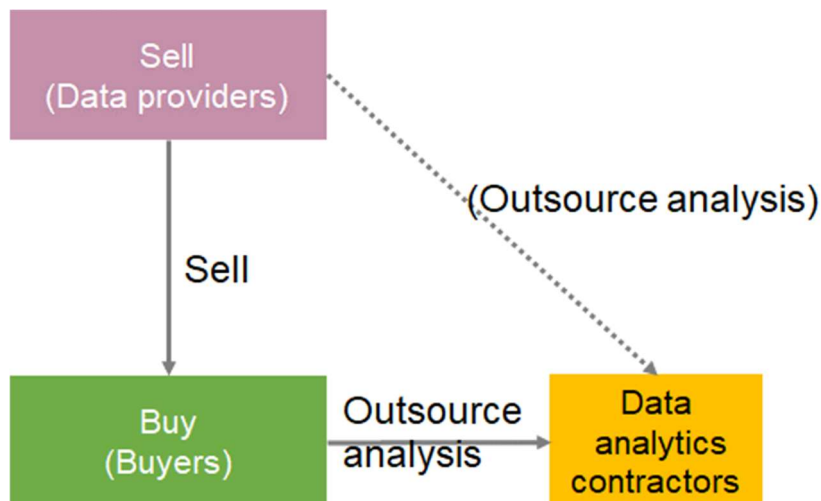 Sell
(Data providers)
(Outsource analysis)
Sell
Buy
(Buyers)
Outsource
analysis
Data
analytics
contractors